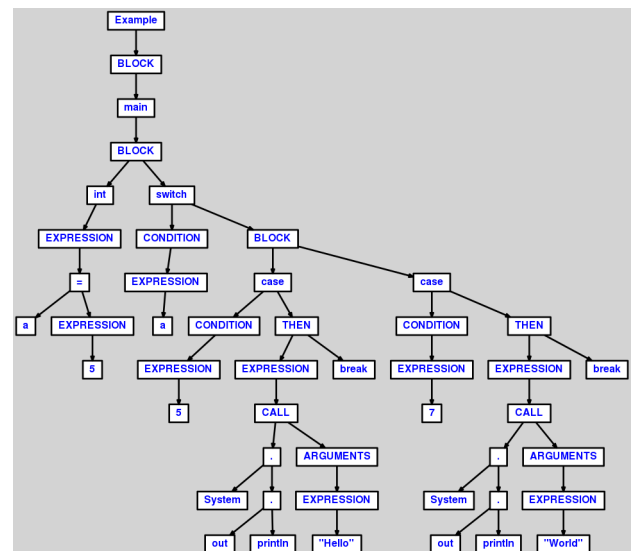 Example
BLOCK
main
BLOCK
int switch
EXPRESSION CONDITION BLOCK
= EXPRESSION case case
a EXPRESSION a CONDITION THEN CONDITION THEN
5 EXPRESSION EXPRESSION break EXPRESSION EXPRESSION break
5 CALL 7 CALL
. ARGUMENTS . ARGUMENTS
System . EXPRESSION System . EXPRESSION
out println "Hello" out println "World"